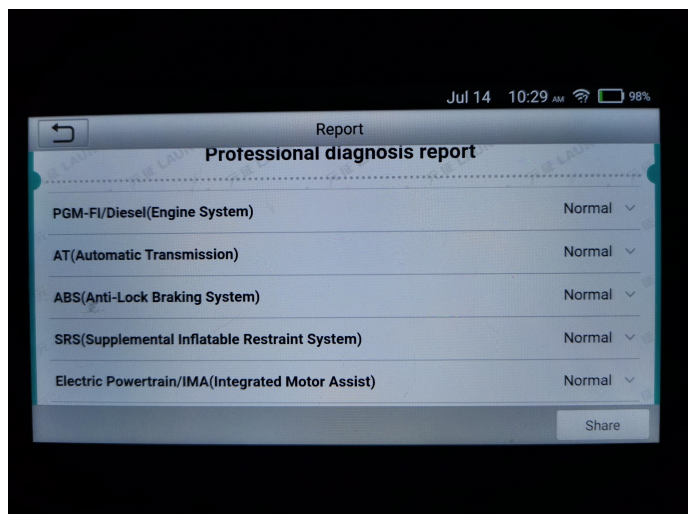 Jul 14 10:29 AM 98%
Report
Professional diagnosis report
PGM-FI/Diesel(Engine System) Normal
AT(Automatic Transmission) Normal
ABS(Anti-Lock Braking System) Normal
SRS(Supplemental Inflatable Restraint System) Normal
Electric Powertrain/IMA(Integrated Motor Assist) Normal
Share